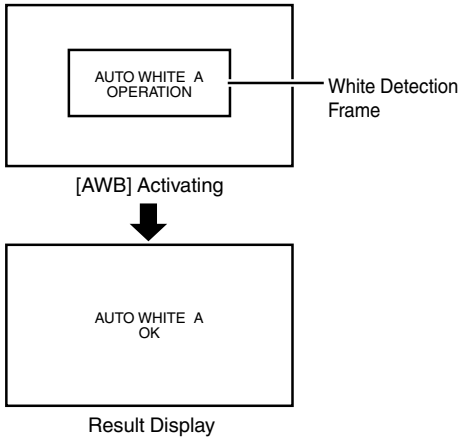 AUTO WHITE A
OPERATION
White Detection
Frame
[AWB] Activating
AUTO WHITE A
OK
Result Display